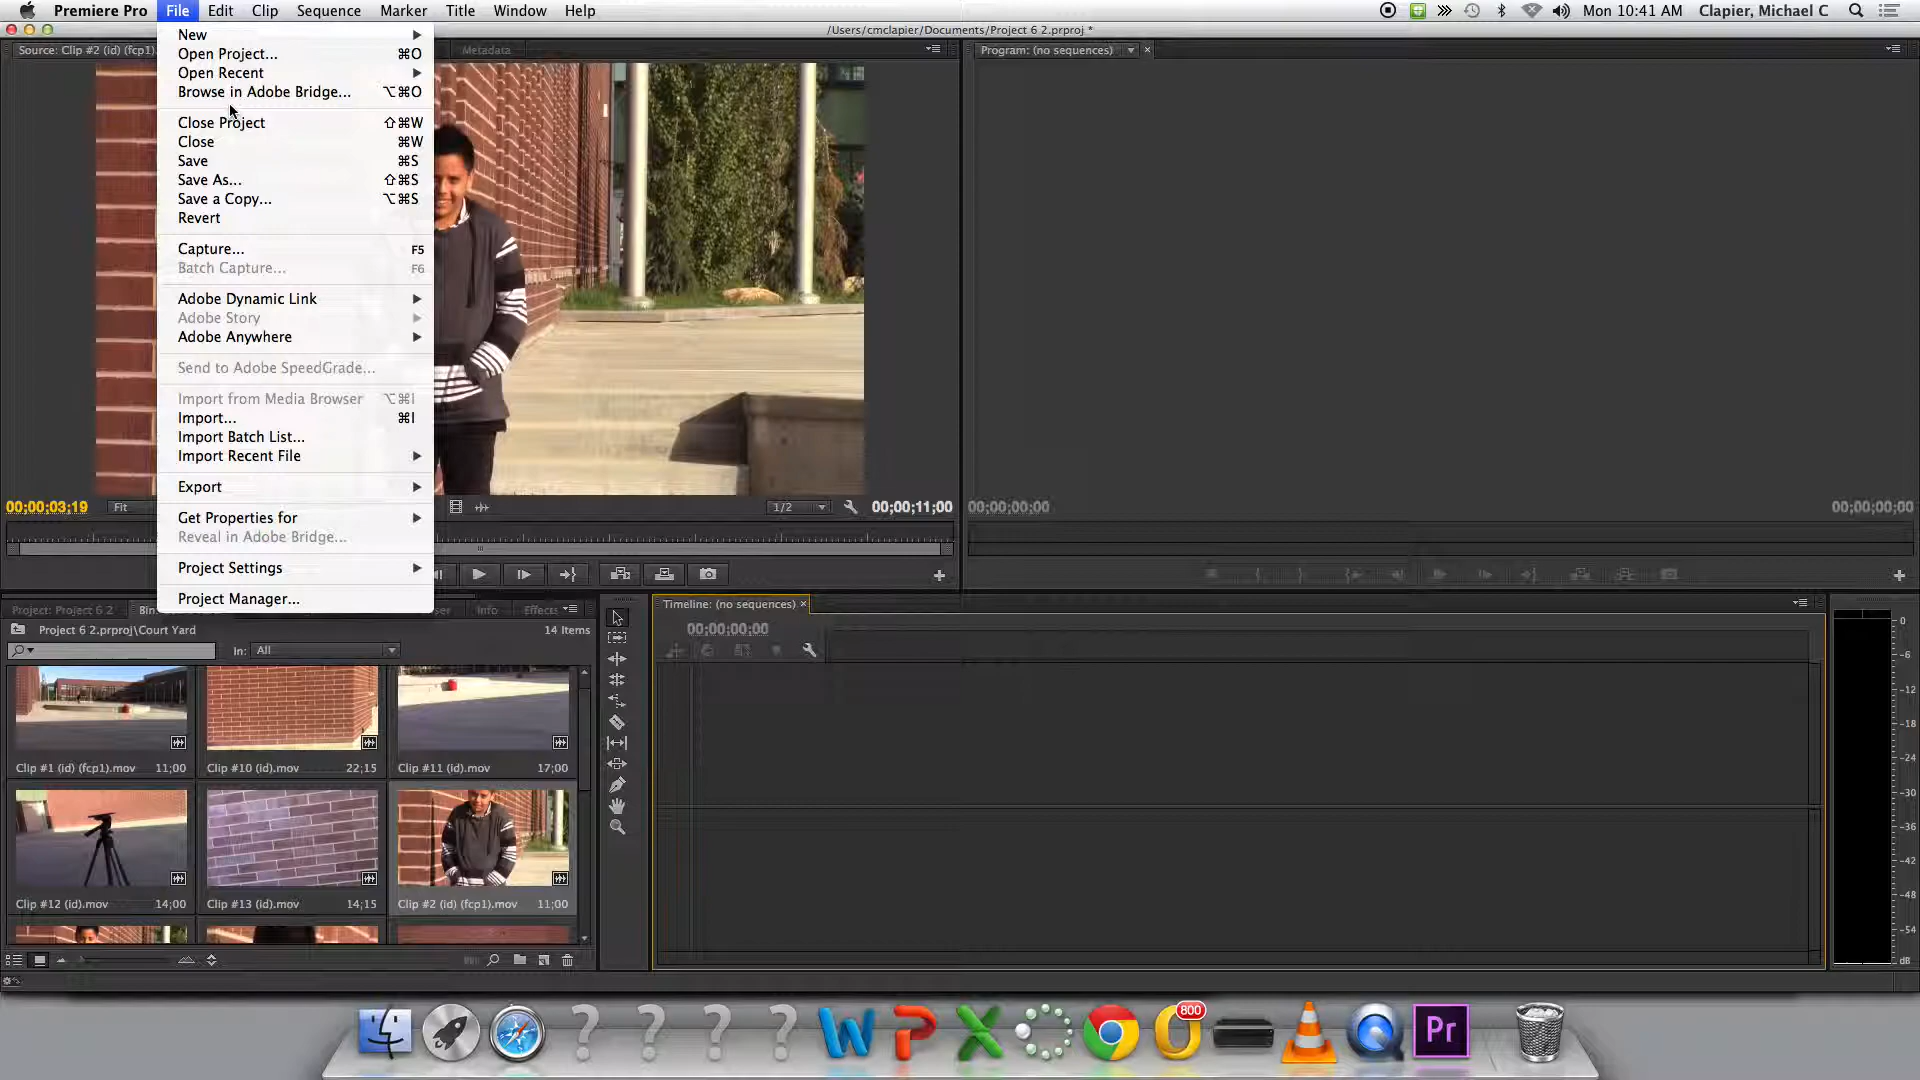 Premiere Pro File Edit Clip Sequence Marker Title Window Help Mon 10:41 AM Clapier, Michael C
/Users/cmclapier/Documents/Project 6 2.prproj *
Source: Clip #2 (id) (fcp1). Metadata Program: (no sequences) ×
New
Open Project... ⌘O
Open Recent
Browse in Adobe Bridge... ⌥⌘O
Close Project ⇧⌘W
Close ⌘W
Save ⌘S
Save As... ⇧⌘S
Save a Copy... ⌥⌘S
Revert
Capture... F5
Batch Capture... F6
Adobe Dynamic Link
Adobe Story
Adobe Anywhere
Send to Adobe SpeedGrade...
Import from Media Browser ⌥⌘I
Import... ⌘I
Import Batch List...
Import Recent File
Export
Get Properties for
Reveal in Adobe Bridge...
Project Settings
Project Manager...
00;00;03;19 Fit 1/2 00;00;11;00 00;00;00;00 00;00;00;00
Project: Project 6 2 Bin: ser Info Effects
Timeline: (no sequences) ×
Project 6 2.prproj\Court Yard 14 Items
00;00;00;00
In: All
Clip #1 (id) (fcp1).mov 11;00 Clip #10 (id).mov 22;15 Clip #11 (id).mov 17;00
Clip #12 (id).mov 14;00 Clip #13 (id).mov 14;15 Clip #2 (id) (fcp1).mov 11;00
0
-6
-12
-18
-24
-30
-36
-42
-48
-54
dB
800
Pr